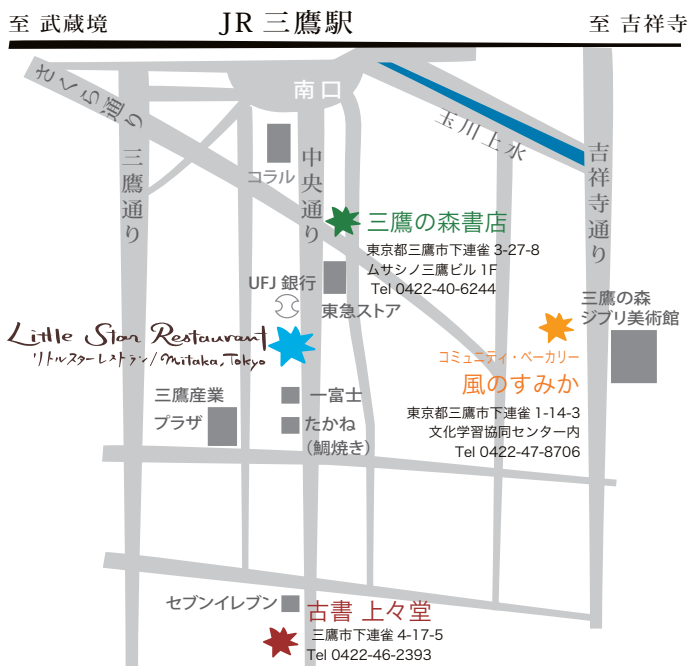 至 武蔵境
JR 三鷹駅
至 吉祥寺
さくら通り
南口
玉川上水
三鷹通り
コラル
中央通り
吉祥寺通り
三鷹の森書店
東京都三鷹市下連雀 3-27-8
ムサシノ三鷹ビル 1F
Tel 0422-40-6244
UFJ 銀行
東急ストア
三鷹の森
ジブリ美術館
Little Star Restaurant
リトルスターレストラン/Mitaka,Tokyo
コミュニティ・ベーカリー
風のすみか
東京都三鷹市下連雀 1-14-3
文化学習協同センター内
Tel 0422-47-8706
三鷹産業
プラザ
一富士
たかね
（鯛焼き）
セブンイレブン
古書 上々堂
三鷹市下連雀 4-17-5
Tel 0422-46-2393